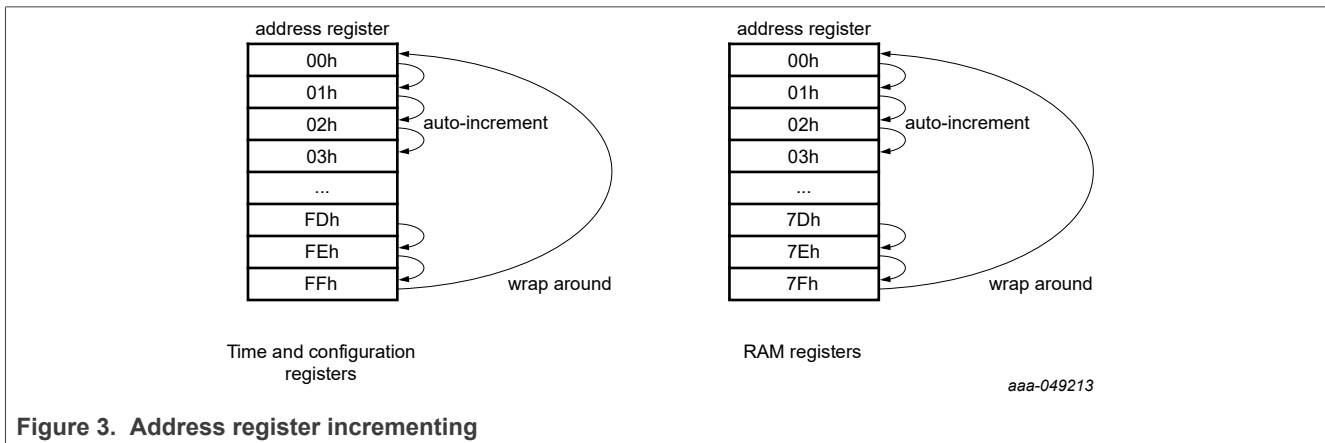 address register
00h
01h
02h
auto-increment
03h
...
FDh
FEh
FFh
wrap around
Time and configuration
registers
address register
00h
01h
02h
auto-increment
03h
...
7Dh
7Eh
7Fh
wrap around
RAM registers
aaa-049213
Figure 3. Address register incrementing